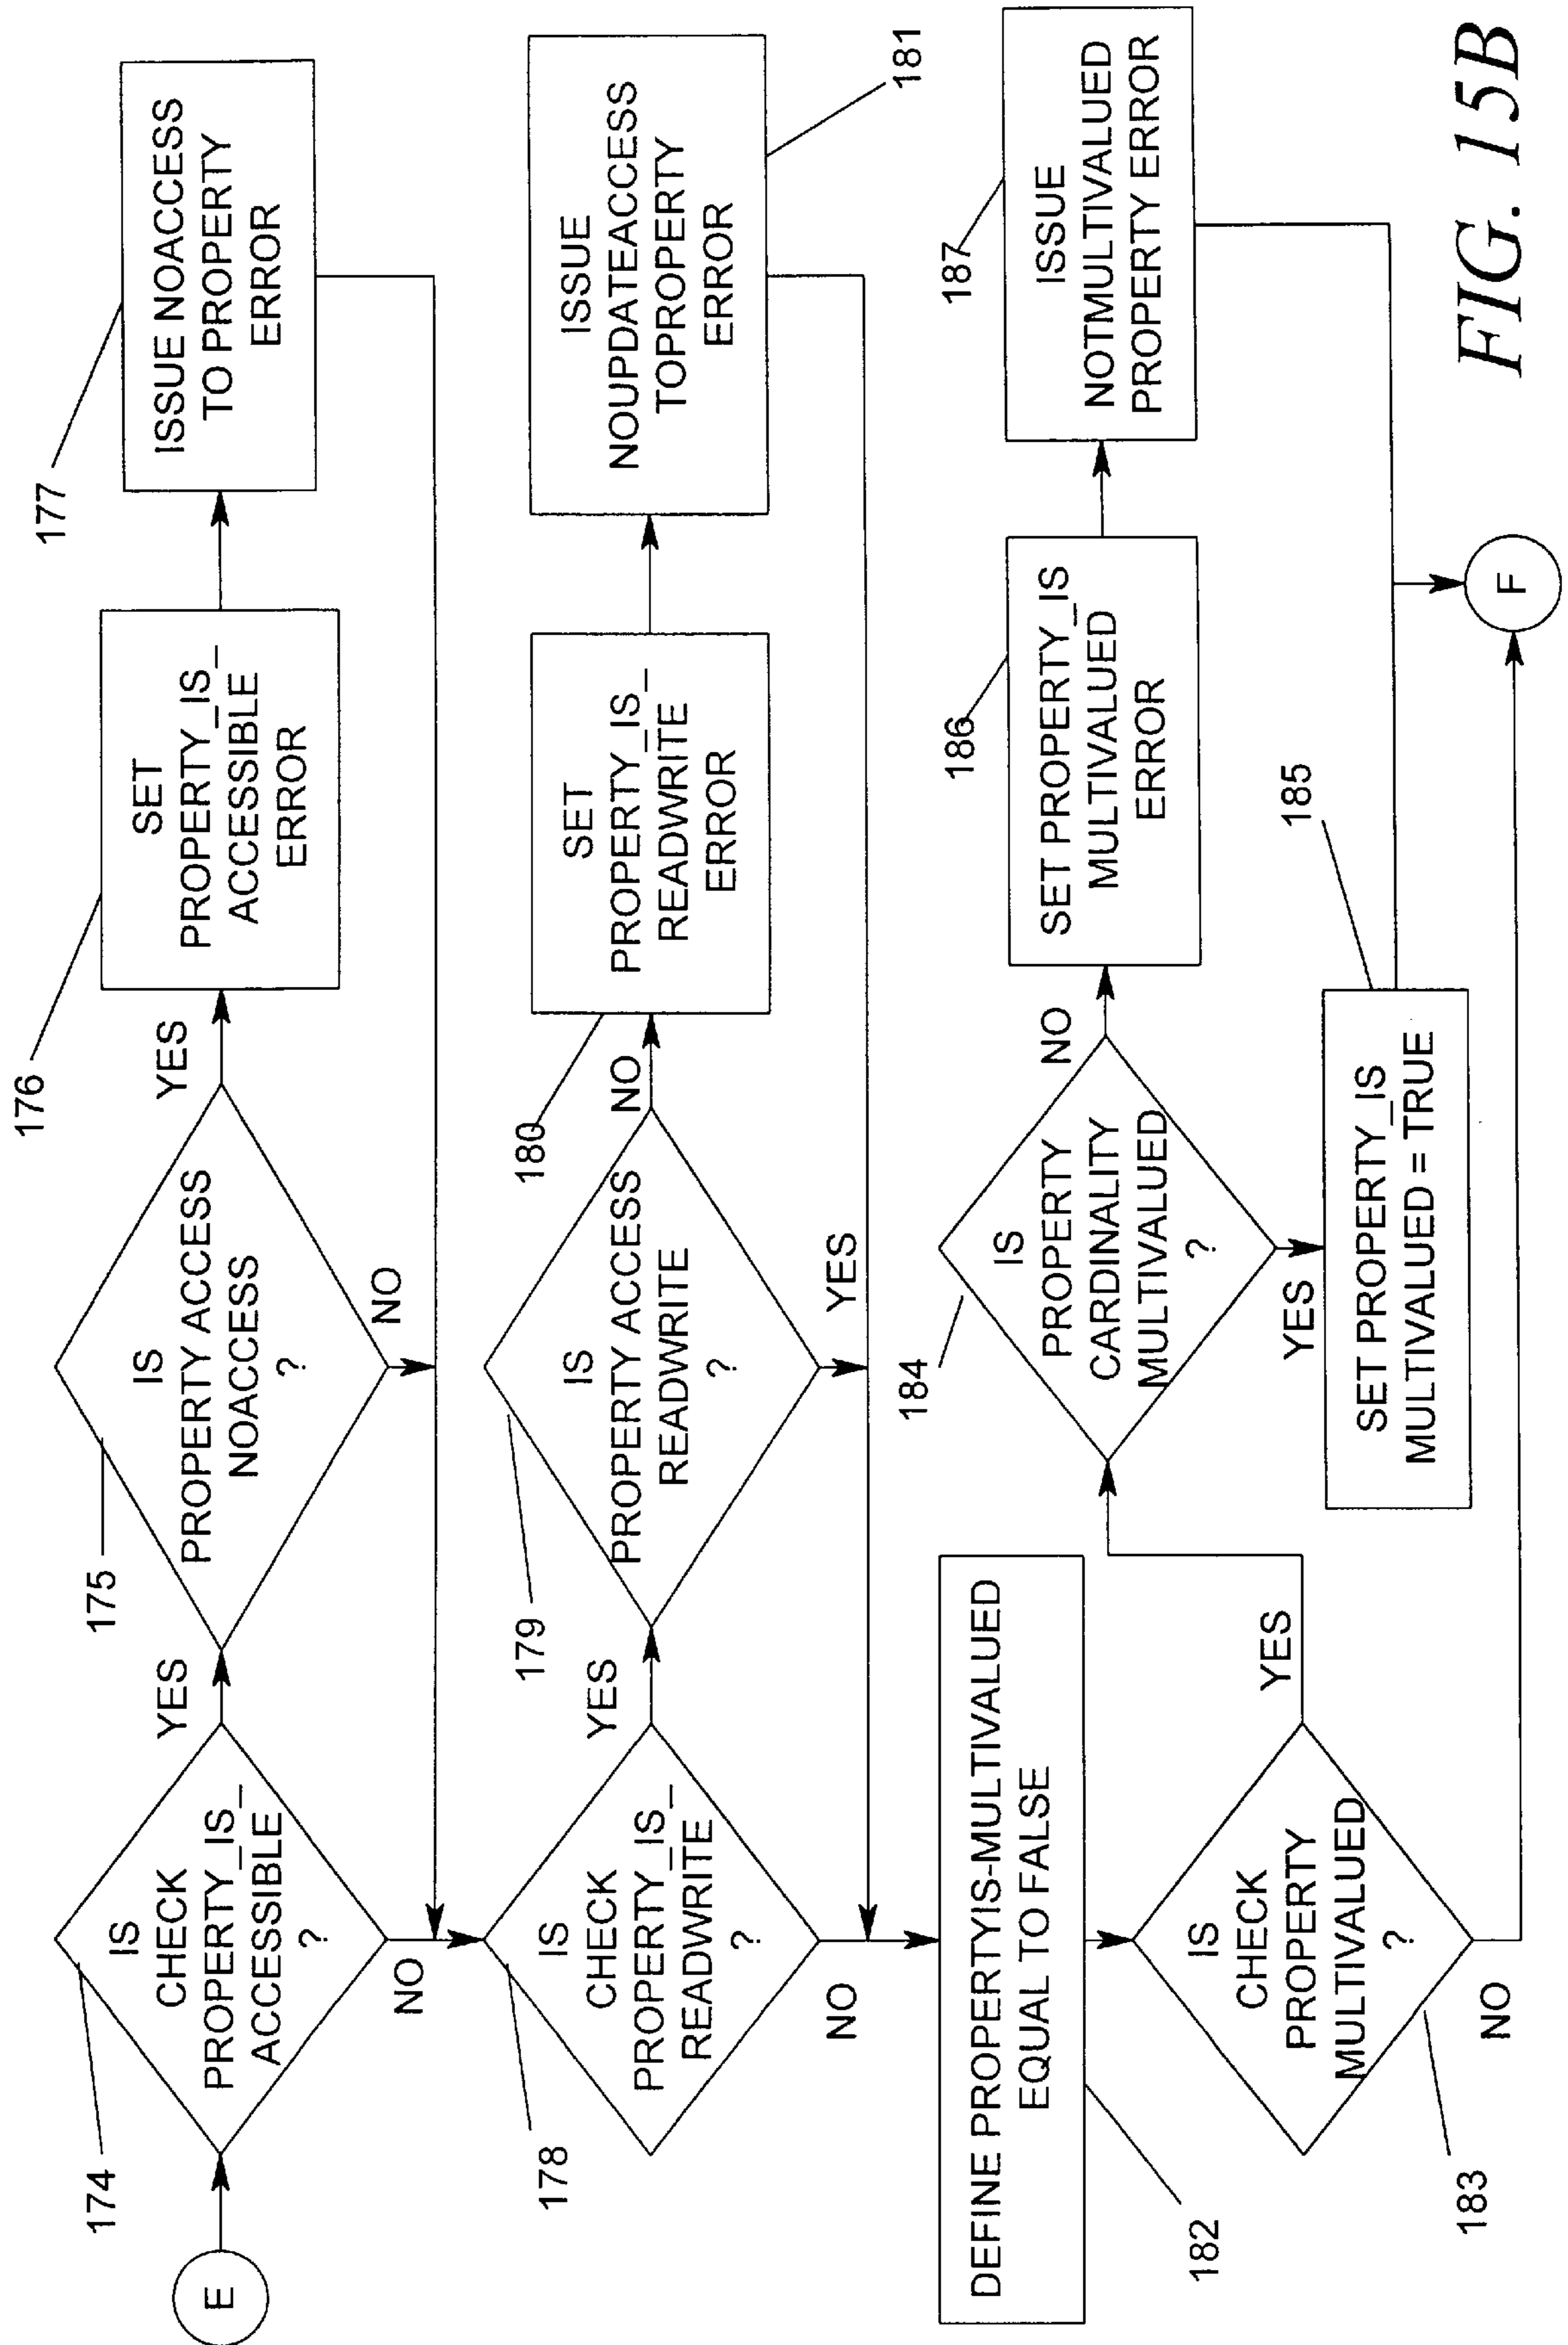 E
174
IS
CHECK
PROPERTY_IS_
ACCESSIBLE
?
YES
NO
175
IS
PROPERTY ACCESS
NOACCESS
?
YES
NO
176
SET
PROPERTY_IS_
ACCESSIBLE
ERROR
177
ISSUE NOACCESS
TO PROPERTY
ERROR
178
IS
CHECK
PROPERTY_IS_
READWRITE
?
YES
NO
179
IS
PROPERTY ACCESS
READWRITE
?
NO
YES
180
SET
PROPERTY_IS_
READWRITE
ERROR
ISSUE
NOUPDATEACCESS
TOPROPERTY
ERROR
181
DEFINE PROPERTYIS-MULTIVALUED
EQUAL TO FALSE
182
IS
CHECK
PROPERTY
MULTIVALUED
?
183
YES
NO
184
IS
PROPERTY
CARDINALITY
MULTIVALUED
?
NO
YES
185
SET PROPERTY_IS
MULTIVALUED = TRUE
186
SET PROPERTY_IS
MULTIVALUED
ERROR
187
ISSUE
NOTMULTIVALUED
PROPERTY ERROR
F
FIG. 15B